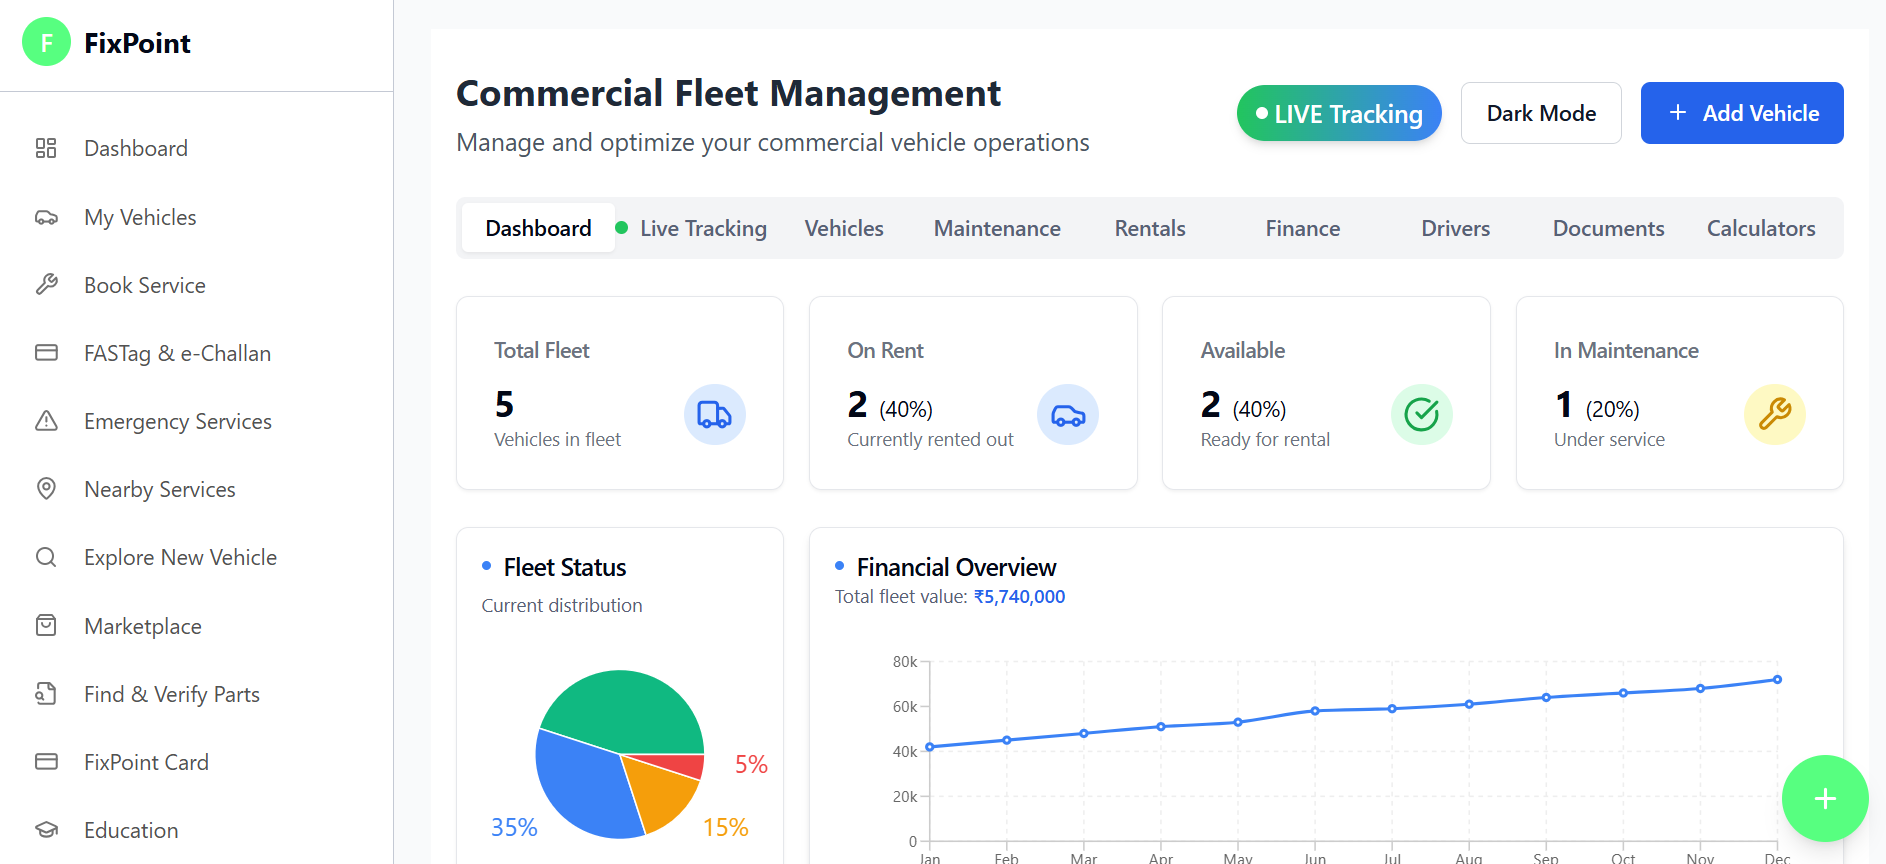 F FixPoint
Dashboard
My Vehicles
Book Service
FASTag & e-Challan
Emergency Services
Nearby Services
Explore New Vehicle
Marketplace
Find & Verify Parts
FixPoint Card
Education
Commercial Fleet Management
Manage and optimize your commercial vehicle operations
LIVE Tracking
Dark Mode
+ Add Vehicle
Dashboard Live Tracking Vehicles Maintenance Rentals Finance Drivers Documents Calculators
Total Fleet
5
Vehicles in fleet
On Rent
2 (40%)
Currently rented out
Available
2 (40%)
Ready for rental
In Maintenance
1 (20%)
Under service
Fleet Status
Current distribution
5%
35%
15%
Financial Overview
Total fleet value: ₹5,740,000
80k
60k
40k
20k
0
Jan Feb Mar Apr May Jun Jul Aug Sep Oct Nov Dec
+